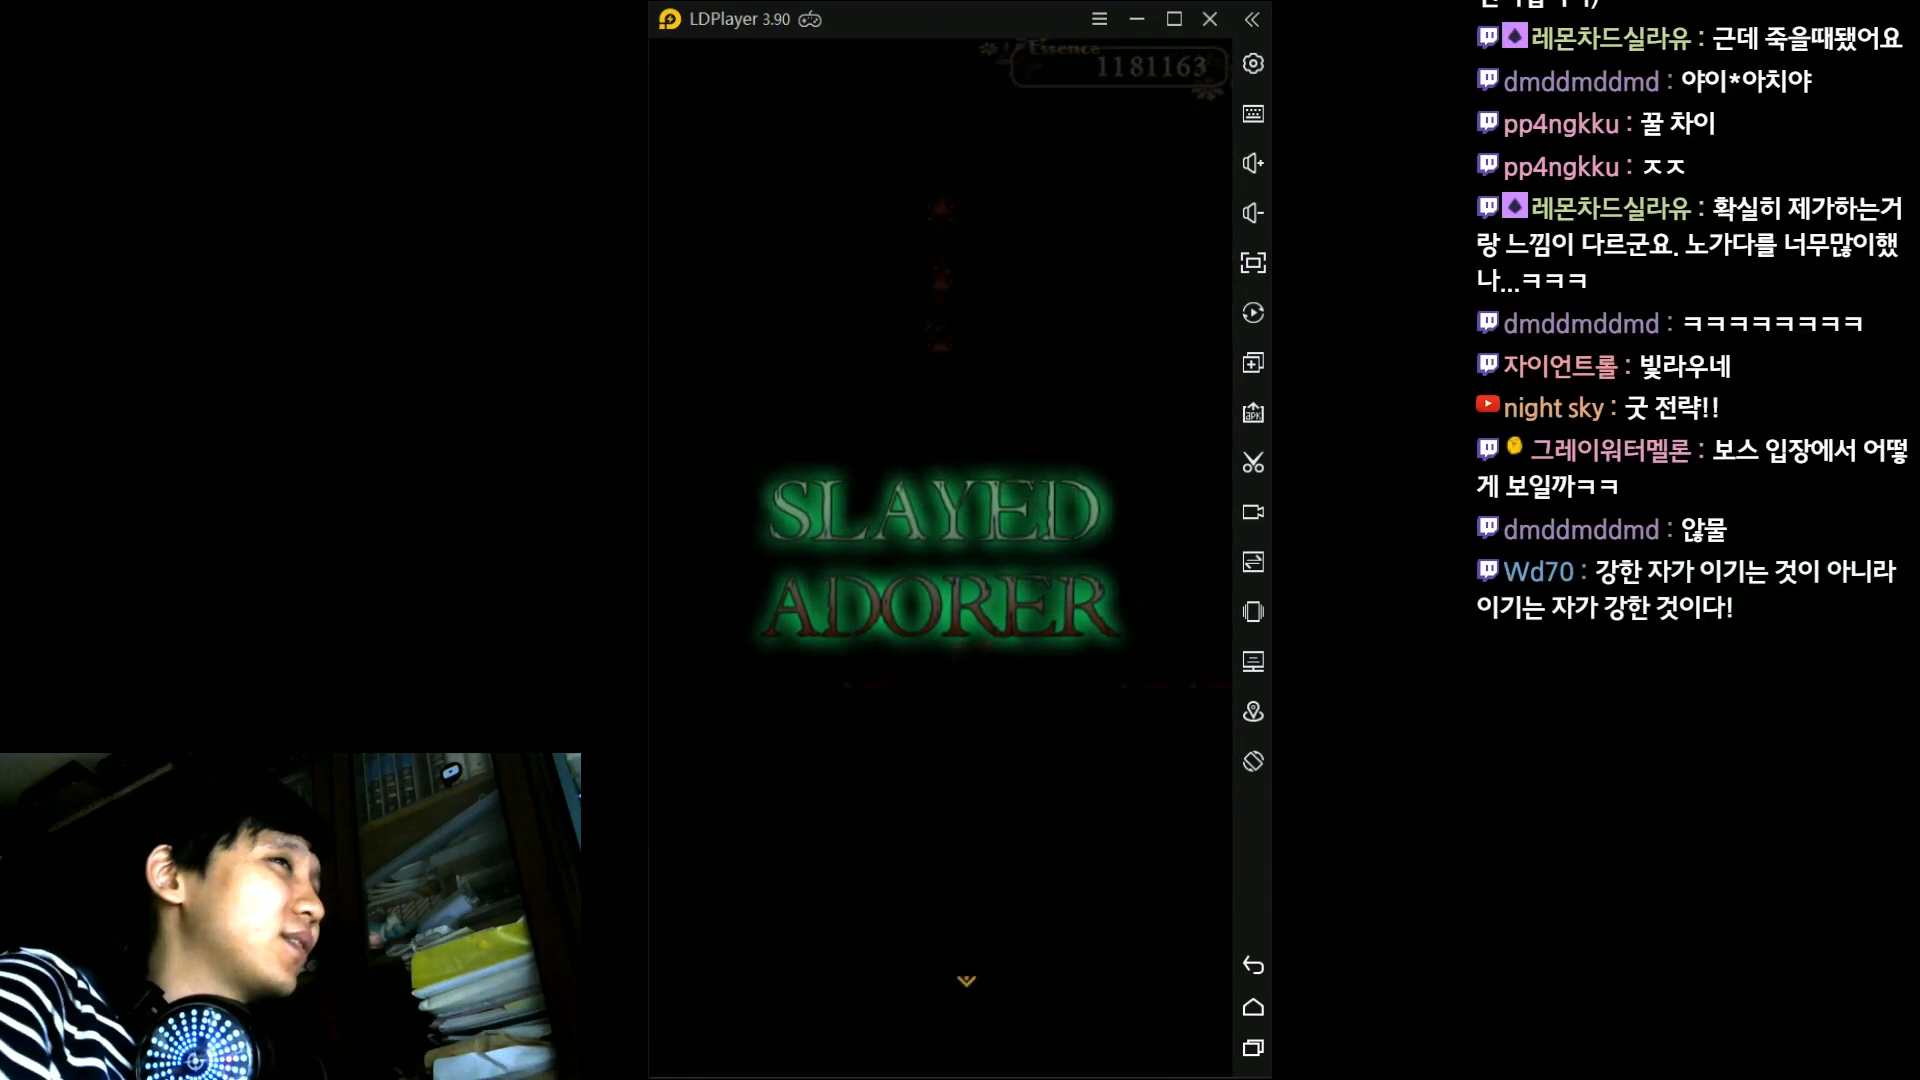 LDPlayer 3.90
Essence
1181163
SLAYED
ADORER
레몬차드실라유 : 근데 죽을때됐어요
dmddmddmd : 야이*아치야
pp4ngkku : 꿀 차이
pp4ngkku : ㅈㅈ
레몬차드실라유 : 확실히 제가하는거
랑 느낌이 다르군요. 노가다를 너무많이했
나...ㅋㅋㅋ
dmddmddmd : ㅋㅋㅋㅋㅋㅋㅋㅋ
자이언트롤 : 빛라우네
night sky : 굿 전략!!
그레이워터멜론 : 보스 입장에서 어떻
게 보일까ㅋㅋ
dmddmddmd : 않물
Wd70 : 강한 자가 이기는 것이 아니라
이기는 자가 강한 것이다!